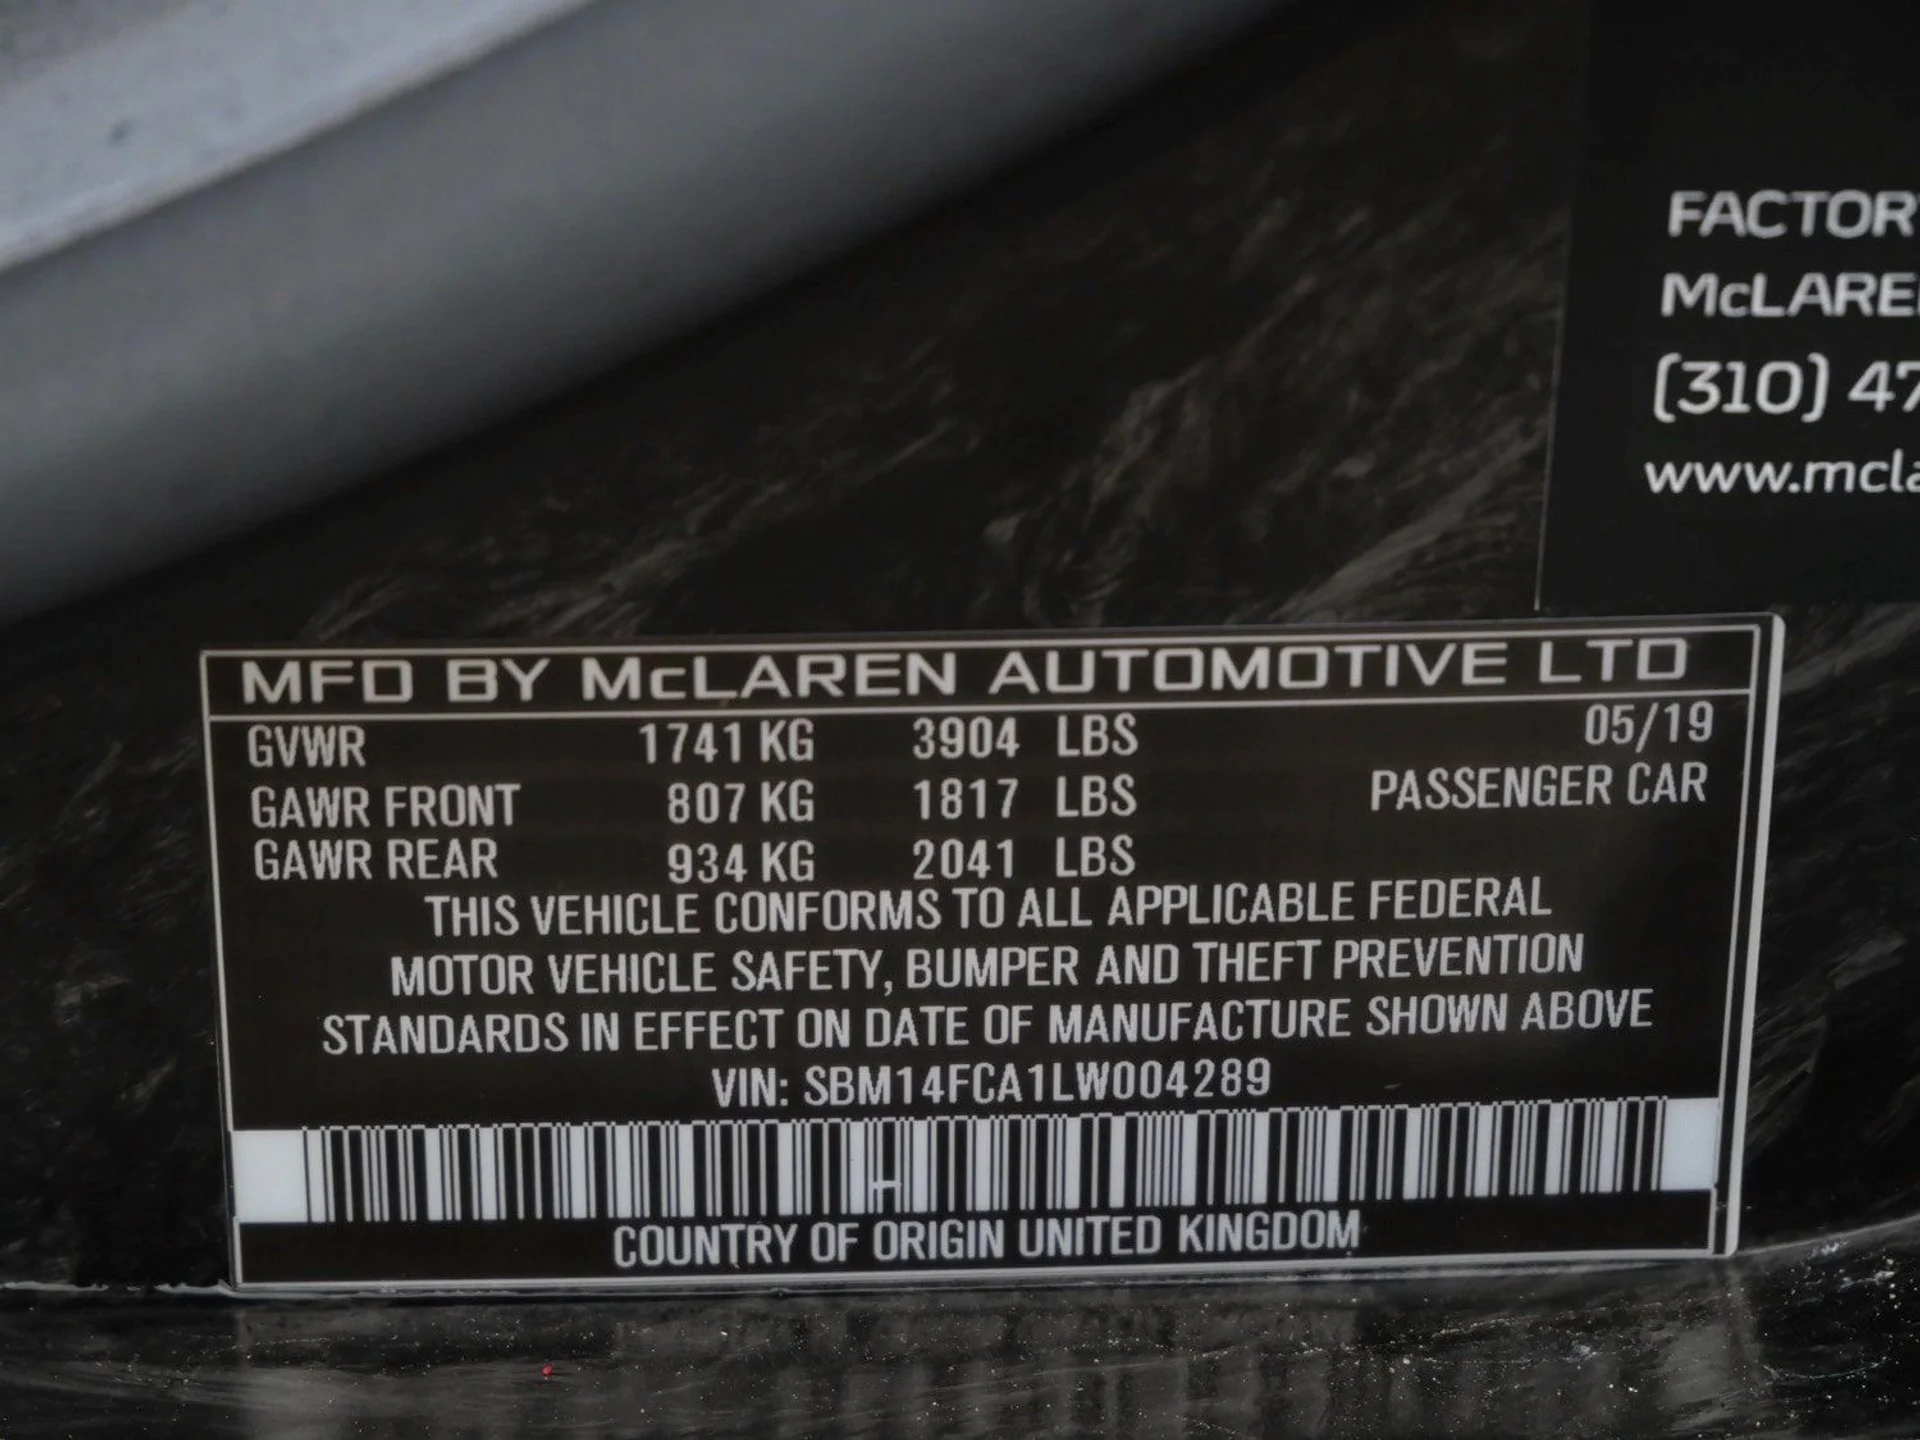 FACTOR
McLARE
(310) 47
www.mcla
MFD BY McLAREN AUTOMOTIVE LTD
GVWR 1741 KG 3904 LBS 05/19
GAWR FRONT 807 KG 1817 LBS PASSENGER CAR
GAWR REAR 934 KG 2041 LBS
THIS VEHICLE CONFORMS TO ALL APPLICABLE FEDERAL
MOTOR VEHICLE SAFETY, BUMPER AND THEFT PREVENTION
STANDARDS IN EFFECT ON DATE OF MANUFACTURE SHOWN ABOVE
VIN: SBM14FCA1LW004289
COUNTRY OF ORIGIN UNITED KINGDOM